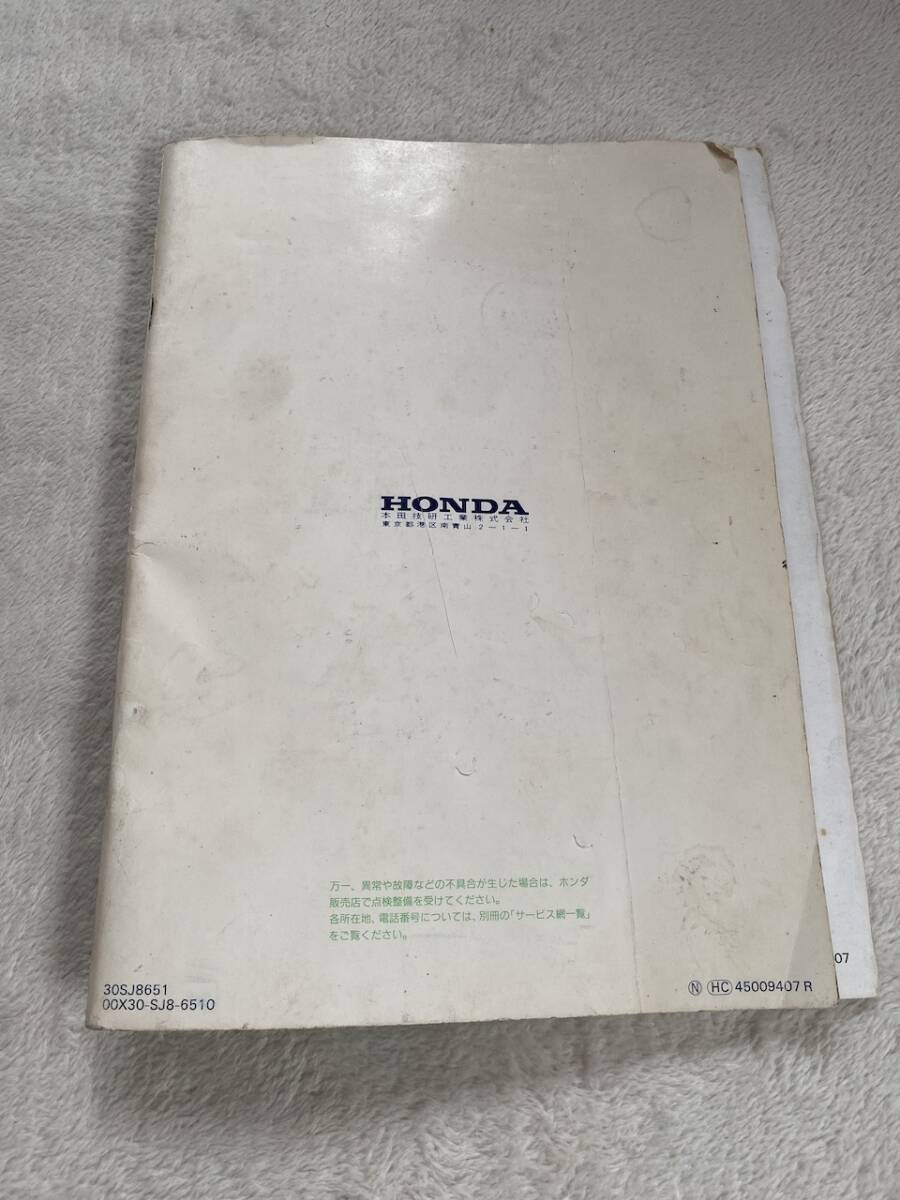 HONDA
本田技研工業株式会社
東京都港区南青山2-1-1
万一、異常や故障などの不具合が生じた場合は、ホンダ
販売店で点検整備を受けてください。
各所在地、電話番号については、別冊の「サービス網一覧」
をご覧ください。
30SJ8651
00X30-SJ8-6510
Ⓝ HC 45009407 R
07